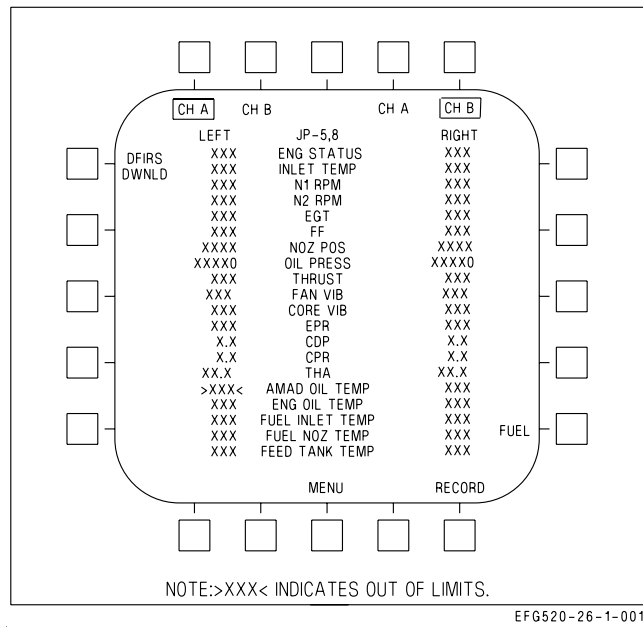 CH A CH B CH A CH B
LEFT JP-5,8 RIGHT
DFIRS
DWNLD
XXX ENG STATUS XXX
XXX INLET TEMP XXX
XXX N1 RPM XXX
XXX N2 RPM XXX
XXX EGT XXX
XXX FF XXX
XXXX NOZ POS XXXX
XXXX0 OIL PRESS XXXX0
XXX THRUST XXX
XXX FAN VIB XXX
XXX CORE VIB XXX
XXX EPR XXX
X.X CDP X.X
X.X CPR X.X
XX.X THA XX.X
>XXX< AMAD OIL TEMP XXX
XXX ENG OIL TEMP XXX
XXX FUEL INLET TEMP XXX
XXX FUEL NOZ TEMP XXX
XXX FEED TANK TEMP XXX
FUEL
MENU RECORD
NOTE:>XXX< INDICATES OUT OF LIMITS.
EFG520-26-1-001